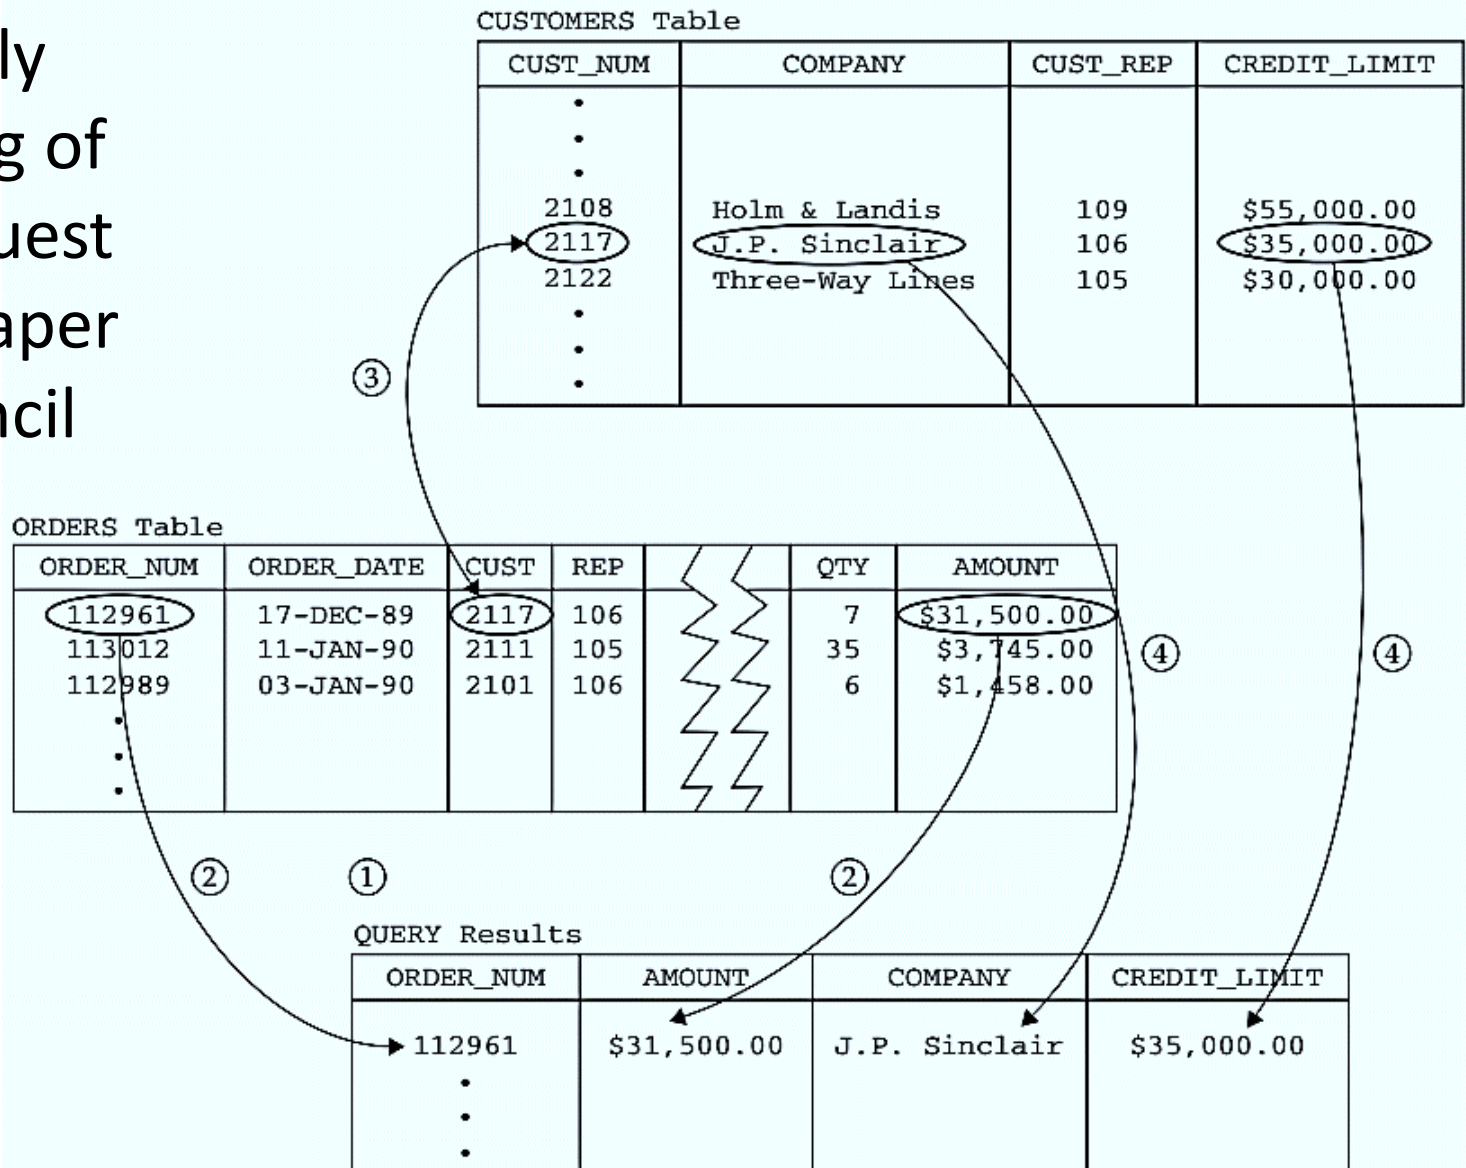 ly
g of
uest
aper
ncil
CUSTOMERS Table
CUST_NUM COMPANY CUST_REP CREDIT_LIMIT
2108 Holm & Landis 109 $55,000.00
2117 J.P. Sinclair 106 $35,000.00
2122 Three-Way Lines 105 $30,000.00
③
ORDERS Table
ORDER_NUM ORDER_DATE CUST REP QTY AMOUNT
112961 17-DEC-89 2117 106 7 $31,500.00
113012 11-JAN-90 2111 105 35 $3,745.00
112989 03-JAN-90 2101 106 6 $1,458.00
④ ④
② ① ②
QUERY Results
ORDER_NUM AMOUNT COMPANY CREDIT_LIMIT
112961 $31,500.00 J.P. Sinclair $35,000.00